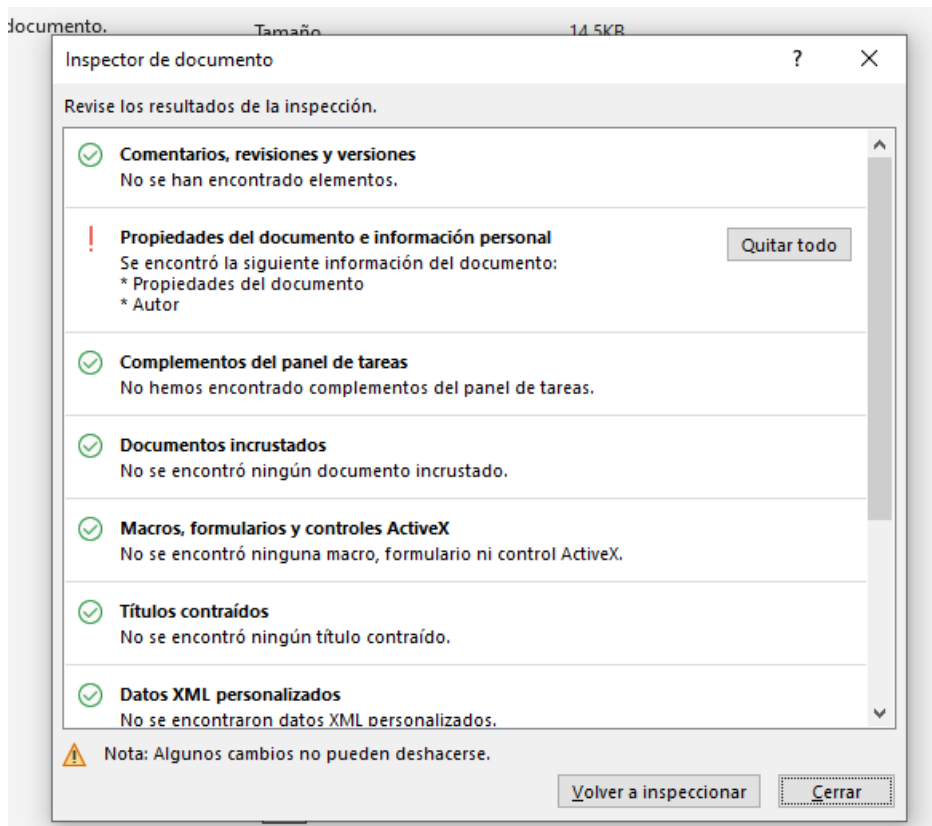 documento.
Tamaño 14,5KB
Inspector de documento ? ×
Revise los resultados de la inspección.
Comentarios, revisiones y versiones
No se han encontrado elementos.
Propiedades del documento e información personal
Quitar todo
Se encontró la siguiente información del documento:
* Propiedades del documento
* Autor
Complementos del panel de tareas
No hemos encontrado complementos del panel de tareas.
Documentos incrustados
No se encontró ningún documento incrustado.
Macros, formularios y controles ActiveX
No se encontró ninguna macro, formulario ni control ActiveX.
Títulos contraídos
No se encontró ningún título contraído.
Datos XML personalizados
No se encontraron datos XML personalizados.
Nota: Algunos cambios no pueden deshacerse.
Volver a inspeccionar Cerrar